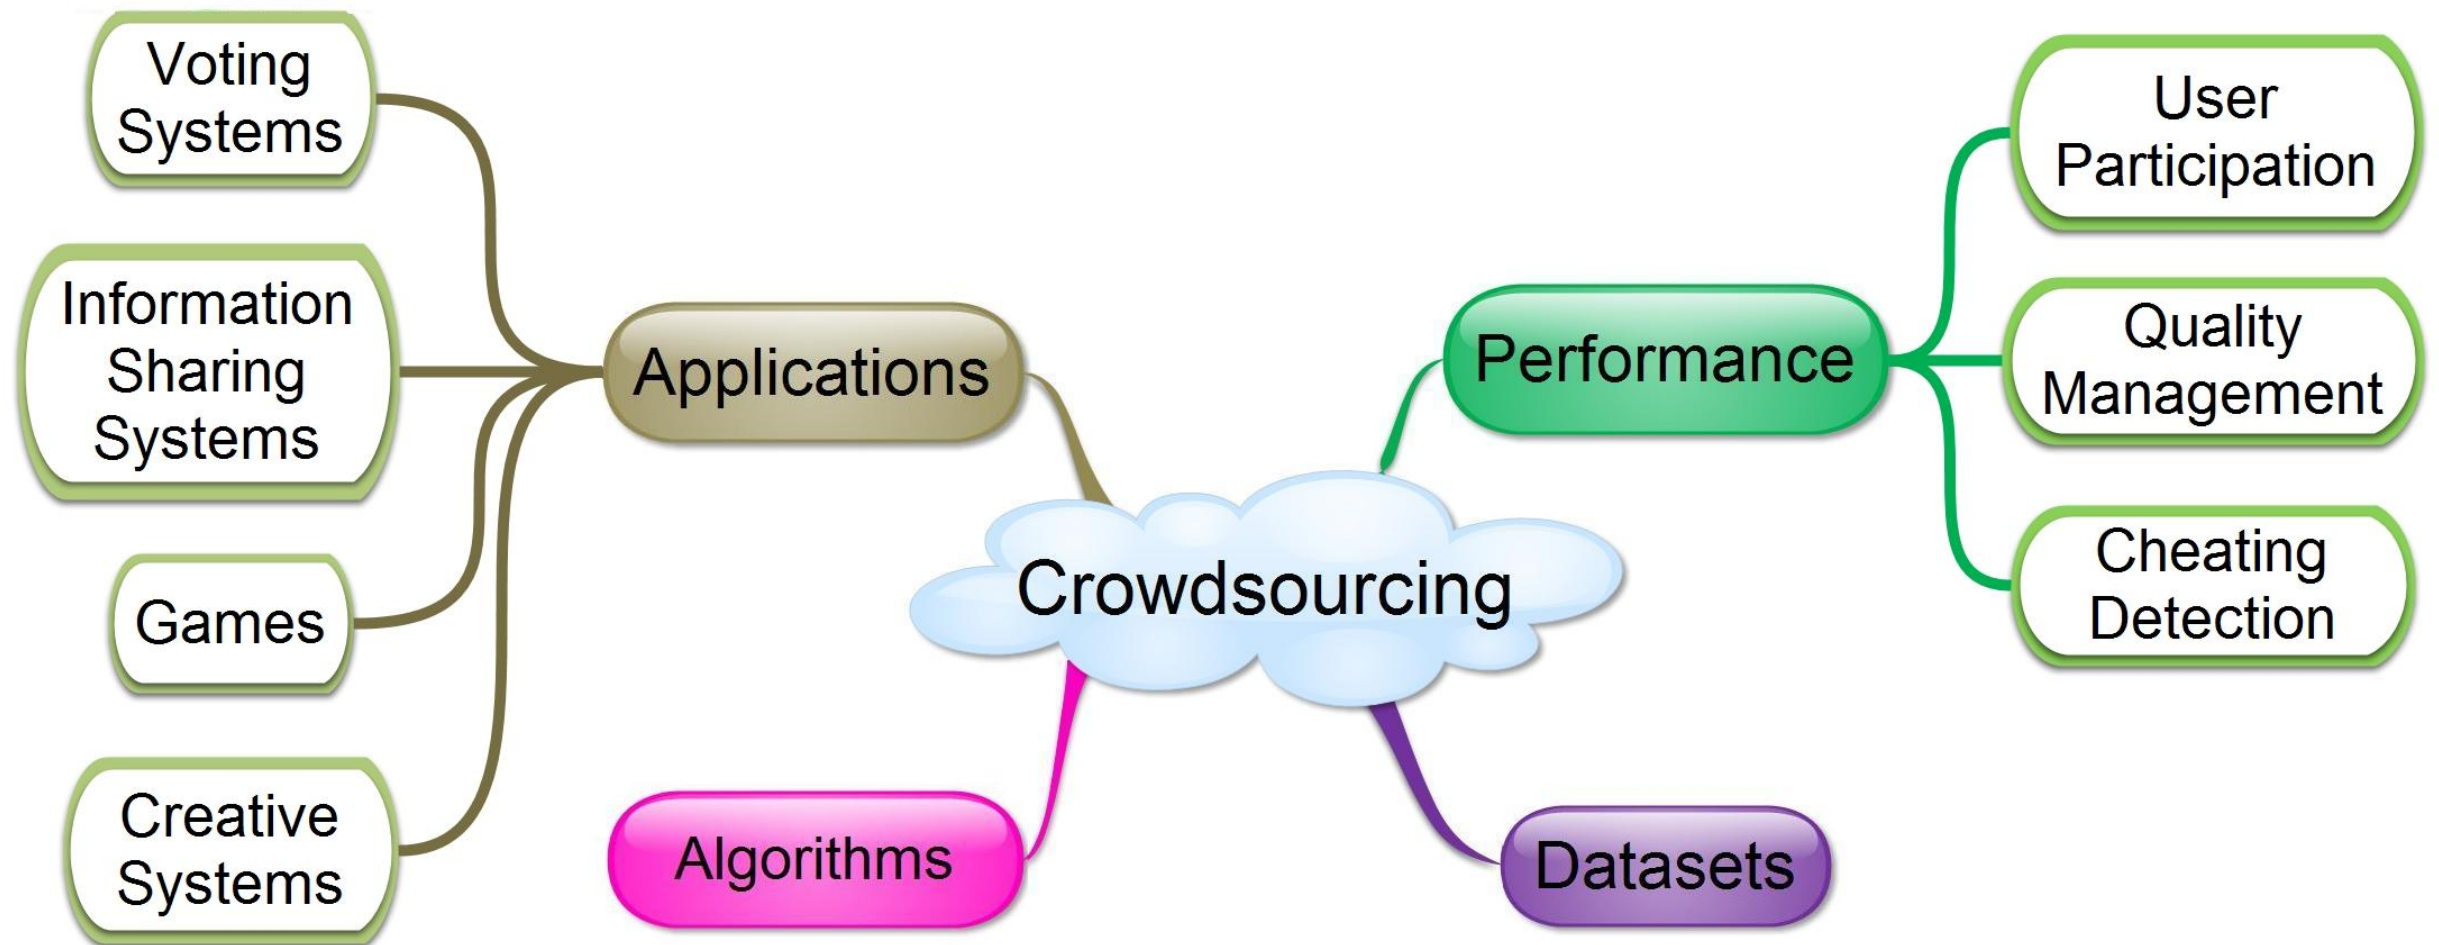 Voting
Systems
Information
Sharing
Systems
Games
Creative
Systems
Applications
Crowdsourcing
Algorithms
Performance
Datasets
User
Participation
Quality
Management
Cheating
Detection